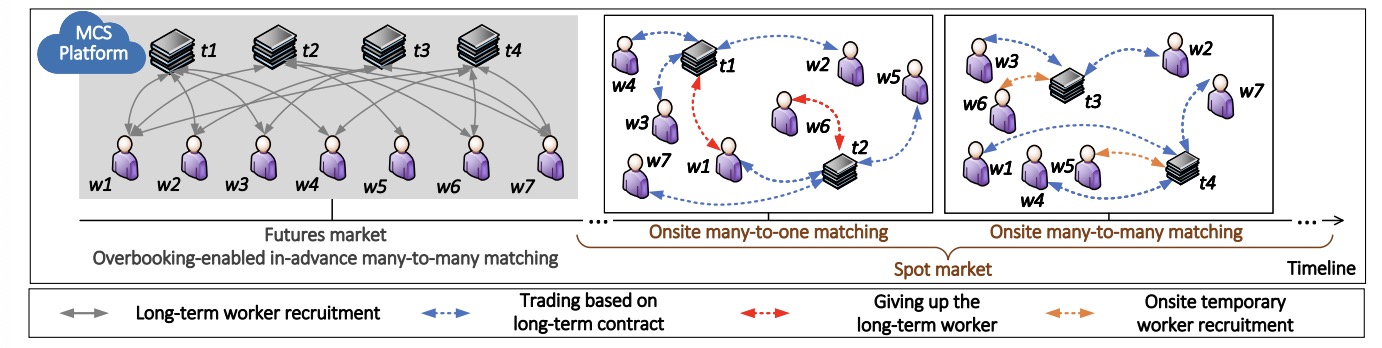 MCS
Platform
t1
t2
t3
t4
w1
w2
w3
w4
w5
w6
w7
w4
t1
w2
w5
w3
w6
w7
w1
t2
w3
w2
w6
t3
w7
w1
w5
w4
t4
...
...
Futures market
Overbooking-enabled in-advance many-to-many matching
Onsite many-to-one matching
Onsite many-to-many matching
Spot market
Timeline
Long-term worker recruitment
Trading based on
long-term contract
Giving up the
long-term worker
Onsite temporary
worker recruitment